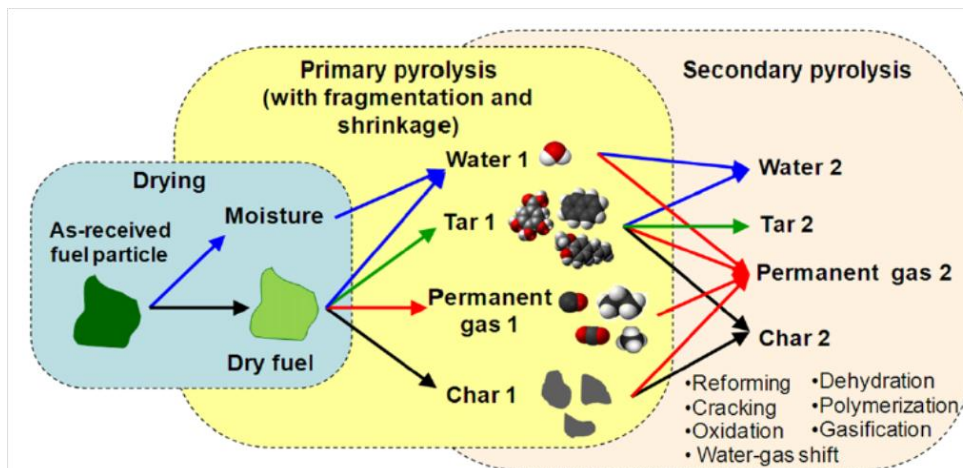 Primary pyrolysis
(with fragmentation and
shrinkage)
Secondary pyrolysis
Drying
As-received
fuel particle
Moisture
Dry fuel
Water 1
Tar 1
Permanent
gas 1
Char 1
Water 2
Tar 2
Permanent gas 2
Char 2
•Reforming
•Cracking
•Oxidation
•Water-gas shift
•Dehydration
•Polymerization
•Gasification